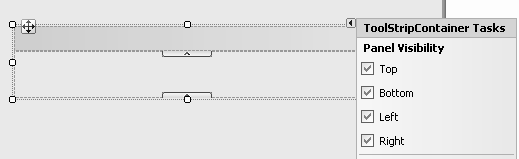 ToolStripContainer Tasks
Panel Visibility
Top
Bottom
Left
Right